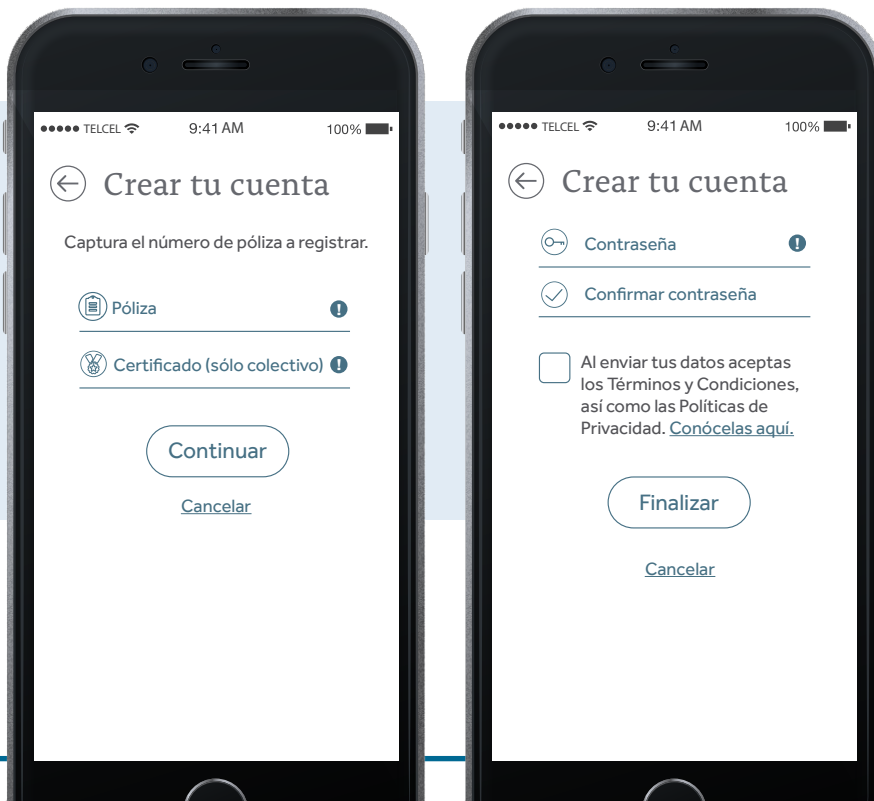 TELCEL 9:41 AM 100%
Crear tu cuenta
Captura el número de póliza a registrar.
Póliza
Certificado (sólo colectivo)
Continuar
Cancelar
TELCEL 9:41 AM 100%
Crear tu cuenta
Contraseña
Confirmar contraseña
Al enviar tus datos aceptas
los Términos y Condiciones,
así como las Políticas de
Privacidad. Conócelas aquí.
Finalizar
Cancelar